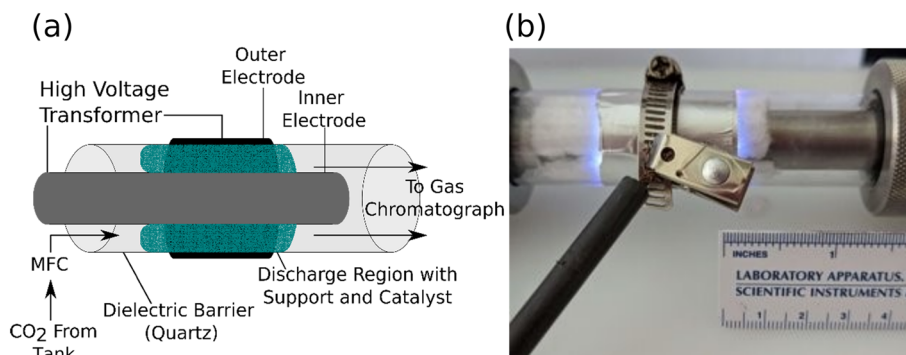 (a)
Outer
Electrode
High Voltage
Transformer
Inner
Electrode
To Gas
Chromatograph
MFC
Discharge Region with
Support and Catalyst
Dielectric Barrier
(Quartz)
CO2 From
Tank
(b)
INCHES 1
LABORATORY APPARATUS.
SCIENTIFIC INSTRUMENTS
1 2 3 4